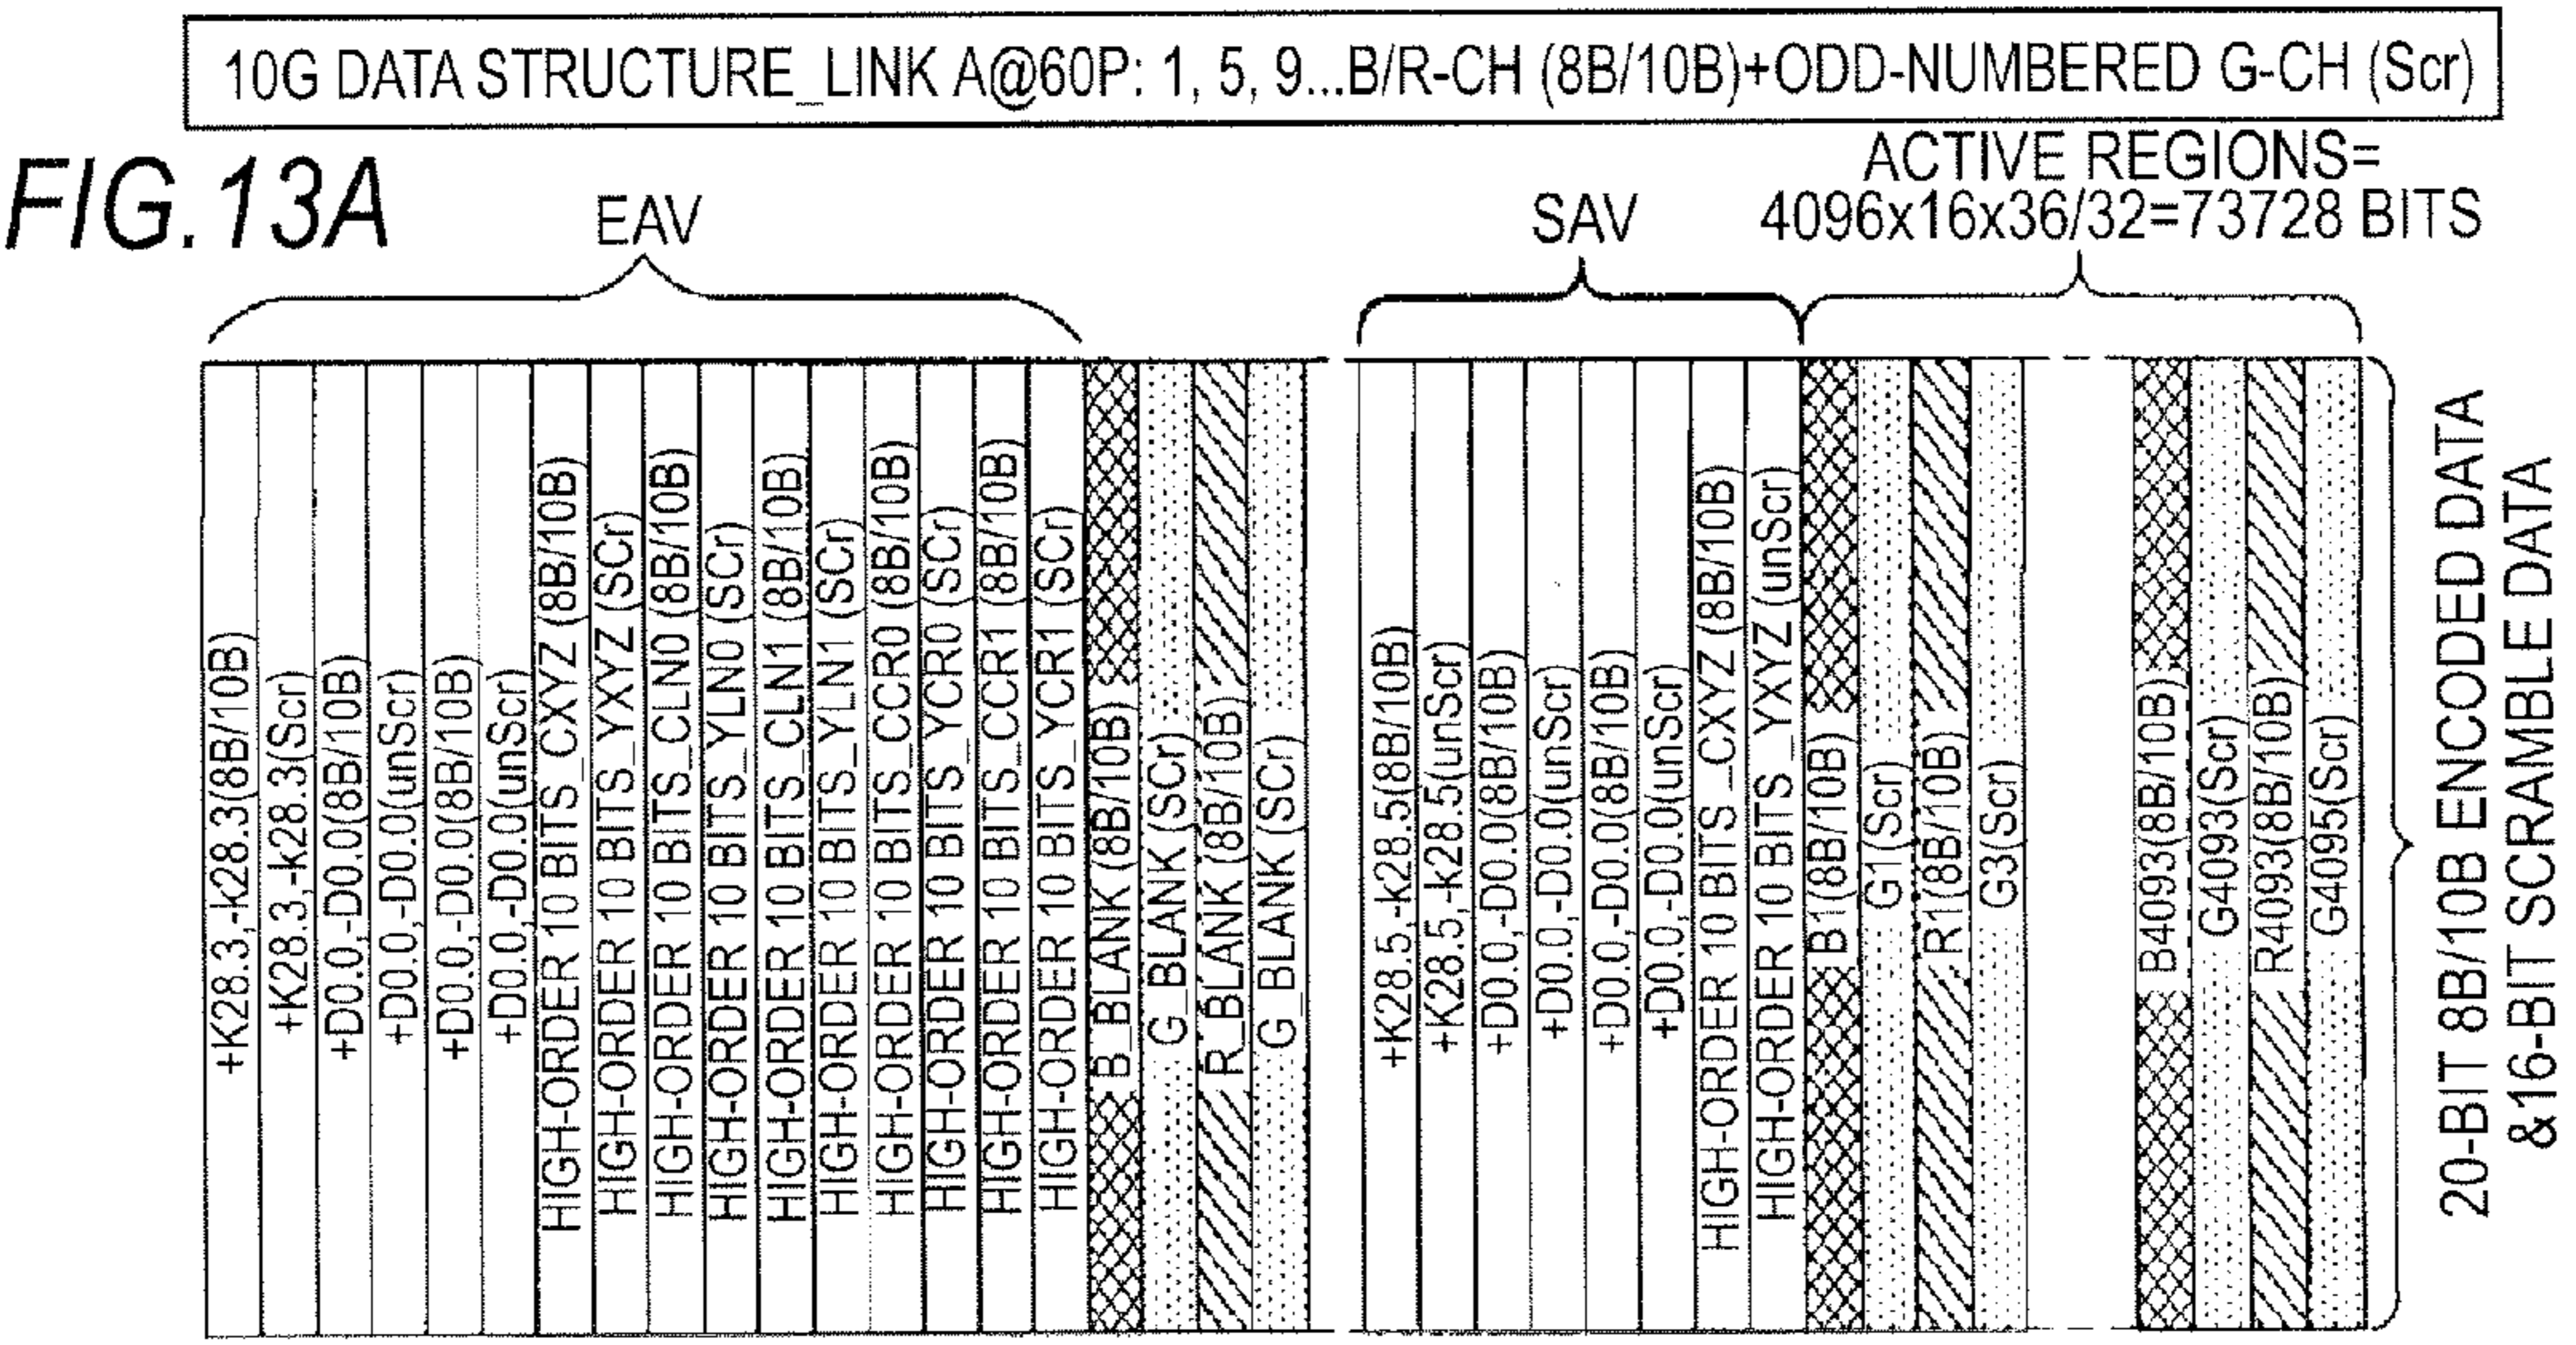 10G DATA STRUCTURE_LINK A@60P: 1, 5, 9...B/R-CH (8B/10B)+ODD-NUMBERED G-CH (Scr)
FIG.13A
EAV
SAV
ACTIVE REGIONS=
4096x16x36/32=73728 BITS
+K28.3,-k28.3(8B/10B)
+K28.3,-k28.3(Scr)
+D0.0,-D0.0(8B/10B)
+D0.0,-D0.0(unScr)
+D0.0,-D0.0(8B/10B)
+D0.0,-D0.0(unScr)
HIGH-ORDER 10 BITS_CXYZ (8B/10B)
HIGH-ORDER 10 BITS_YXYZ (SCr)
HIGH-ORDER 10 BITS_CLN0 (8B/10B)
HIGH-ORDER 10 BITS_YLN0 (SCr)
HIGH-ORDER 10 BITS_CLN1 (8B/10B)
HIGH-ORDER 10 BITS_YLN1 (SCr)
HIGH-ORDER 10 BITS_CCR0 (8B/10B)
HIGH-ORDER 10 BITS_YCR0 (SCr)
HIGH-ORDER 10 BITS_CCR1 (8B/10B)
HIGH-ORDER 10 BITS_YCR1 (SCr)
B_BLANK (8B/10B)
G_BLANK (SCr)
R_BLANK (8B/10B)
G_BLANK (SCr)
+K28.5,-k28.5(8B/10B)
+K28.5,-k28.5(unScr)
+D0.0,-D0.0(8B/10B)
+D0.0,-D0.0(unScr)
+D0.0,-D0.0(8B/10B)
+D0.0,-D0.0(unScr)
HIGH-ORDER 10 BITS_CXYZ (8B/10B)
HIGH-ORDER 10 BITS_YXYZ (unScr)
B1(8B/10B)
G1(Scr)
R1(8B/10B)
G3(Scr)
B4093(8B/10B)
G4093(Scr)
R4093(8B/10B)
G4095(Scr)
20-BIT 8B/10B ENCODED DATA
&16-BIT SCRAMBLE DATA